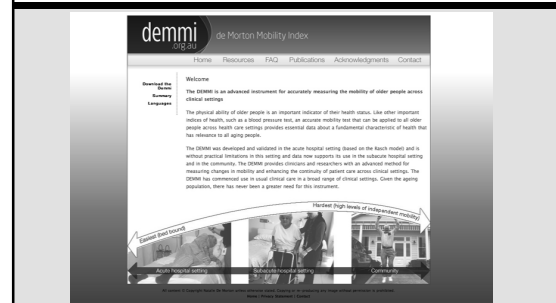 demmi
.org.au
de Morton Mobility Index
Home Resources FAQ Publications Acknowledgments Contact
Download the
Demmi
Summary
Languages
Welcome
The DEMMI is an advanced instrument for accurately measuring the mobility of older people across
clinical settings
The physical ability of older people is an important indicator of their health status. Like other important
indices of health, such as a blood pressure test, an accurate mobility test that can be applied to all older
people across health care settings provides essential data about a fundamental characteristic of health that
has relevance to all aging people.
The DEMMI was developed and validated in the acute hospital setting (based on the Rasch model) and is
without practical limitations in this setting and data now supports its use in the subacute hospital setting
and in the community. The DEMMI provides clinicians and researchers with an advanced method for
measuring changes in mobility and enhancing the continuity of patient care across clinical settings. The
DEMMI has commenced use in usual clinical care in a broad range of clinical settings. Given the ageing
population, there has never been a greater need for this instrument.
Easiest (bed bound)
Hardest (high levels of independent mobility)
Acute hospital setting
Subacute hospital setting
Community